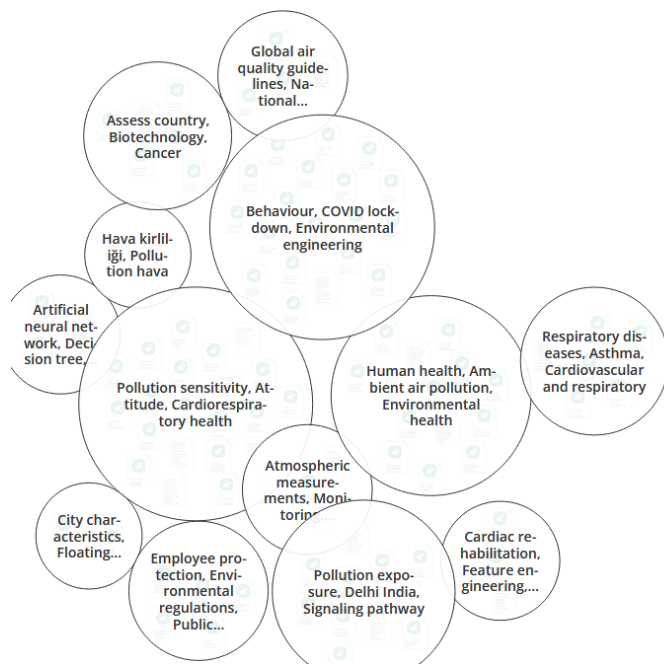 Global air
quality guide-
lines, Na-
tional...
Assess country,
Biotechnology,
Cancer
Behaviour, COVID lock-
down, Environmental
engineering
Hava kirlil-
iği, Pollu-
tion hava
Artificial
neural net-
work, Deci
sion tree,..
Pollution sensitivity, At-
titude, Cardiorespira-
tory health
Human health, Am-
bient air pollution,
Environmental
health
Respiratory dis-
eases, Asthma,
Cardiovascular
and respiratory
Atmospheric
measure-
ments, Moni-
toring,...
City char-
acteristics,
Floating...
Employee pro-
tection, Envi-
ronmental
regulations,
Public...
Pollution expo-
sure, Delhi India,
Signaling pathway
Cardiac re-
habilitation,
Feature en-
gineering,...